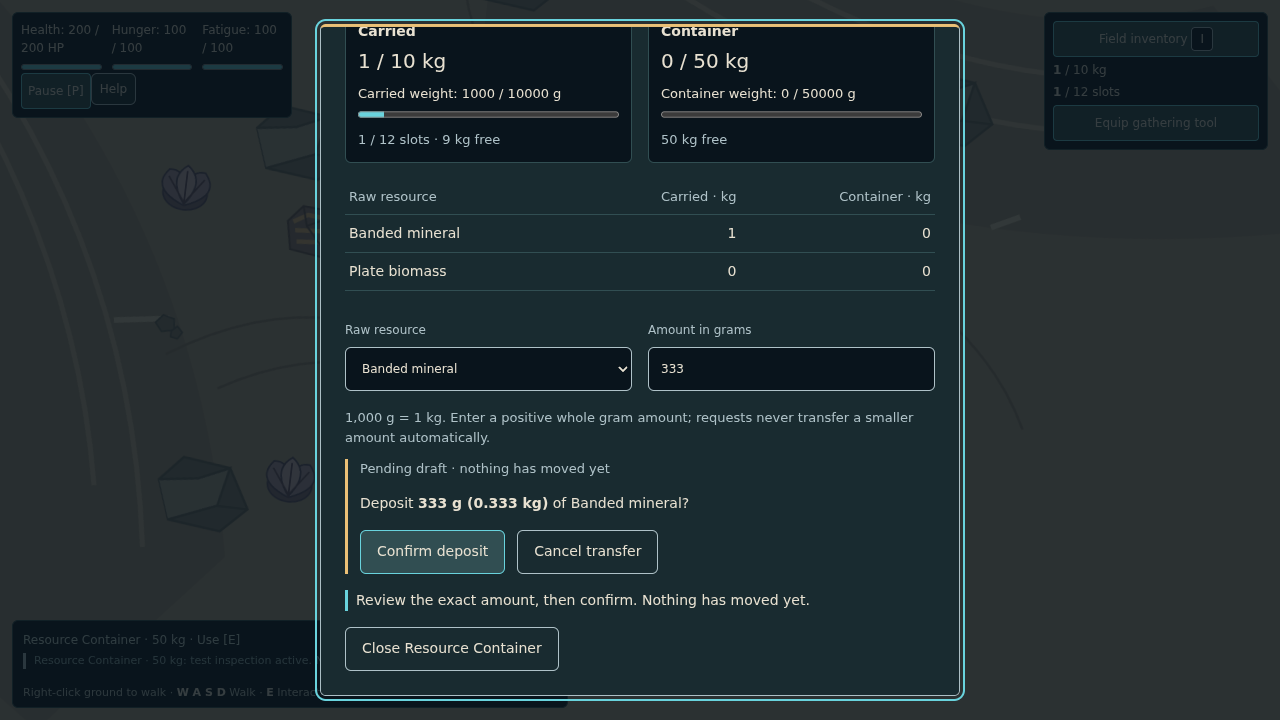 Health: 200 / 200 HP
Hunger: 100 / 100
Fatigue: 100 / 100
Pause [P]
Help
Carried
1 / 10 kg
Carried weight: 1000 / 10000 g
1 / 12 slots · 9 kg free
Container
0 / 50 kg
Container weight: 0 / 50000 g
50 kg free
Field inventory I
1 / 10 kg
1 / 12 slots
Equip gathering tool
Raw resource Carried · kg Container · kg
Banded mineral 1 0
Plate biomass 0 0
Raw resource
Banded mineral
Amount in grams
333
1,000 g = 1 kg. Enter a positive whole gram amount; requests never transfer a smaller
amount automatically.
Pending draft · nothing has moved yet
Deposit 333 g (0.333 kg) of Banded mineral?
Confirm deposit
Cancel transfer
Review the exact amount, then confirm. Nothing has moved yet.
Close Resource Container
Resource Container · 50 kg · Use [E]
Resource Container · 50 kg: test inspection active.
Right-click ground to walk · W A S D Walk · E